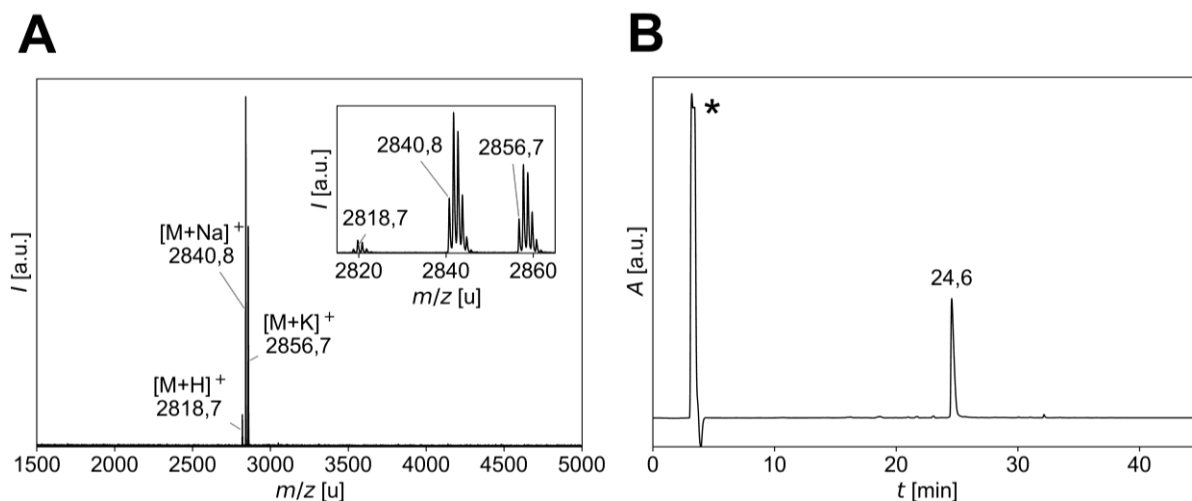 A
B
I [a.u.]
[M+Na]+
2840,8
[M+K]+
2856,7
[M+H]+
2818,7
1500 2000 2500 3000 3500 4000 4500 5000
m/z [u]
I [a.u.]
2840,8
2856,7
2818,7
2820 2840 2860
m/z [u]
A [a.u.]
*
24,6
0 10 20 30 40
t [min]